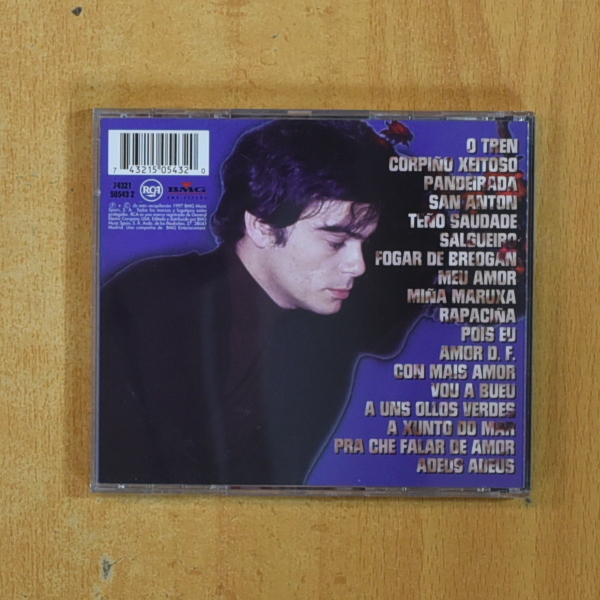 7 43215 05432 0
74321
50543 2
RCA
BMG
O TREN
CORPIÑO XEITOSO
PANDEIRADA
SAN ANTON
TEÑO SAUDADE
SALGUEIRO
FOGAR DE BREOGAN
MEU AMOR
MIÑA MARUXA
RAPACIÑA
POIS EU
AMOR D. F.
CON MAIS AMOR
VOU A BUEU
A UNS OLLOS VERDES
A XUNTO DO MAR
PRA CHE FALAR DE AMOR
ADEUS ADEUS